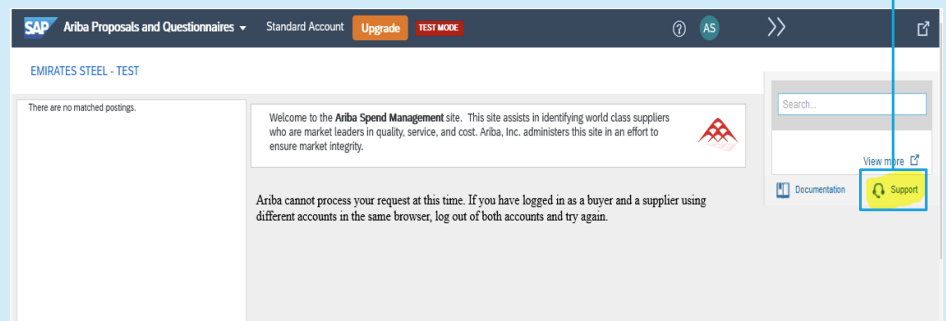 SAP Ariba Proposals and Questionnaires Standard Account Upgrade TEST MODE ? AS
EMIRATES STEEL - TEST
There are no matched postings.
Welcome to the Ariba Spend Management site. This site assists in identifying world class suppliers
who are market leaders in quality, service, and cost. Ariba, Inc. administers this site in an effort to
ensure market integrity.
Ariba cannot process your request at this time. If you have logged in as a buyer and a supplier using
different accounts in the same browser, log out of both accounts and try again.
Search...
View more
Documentation Support